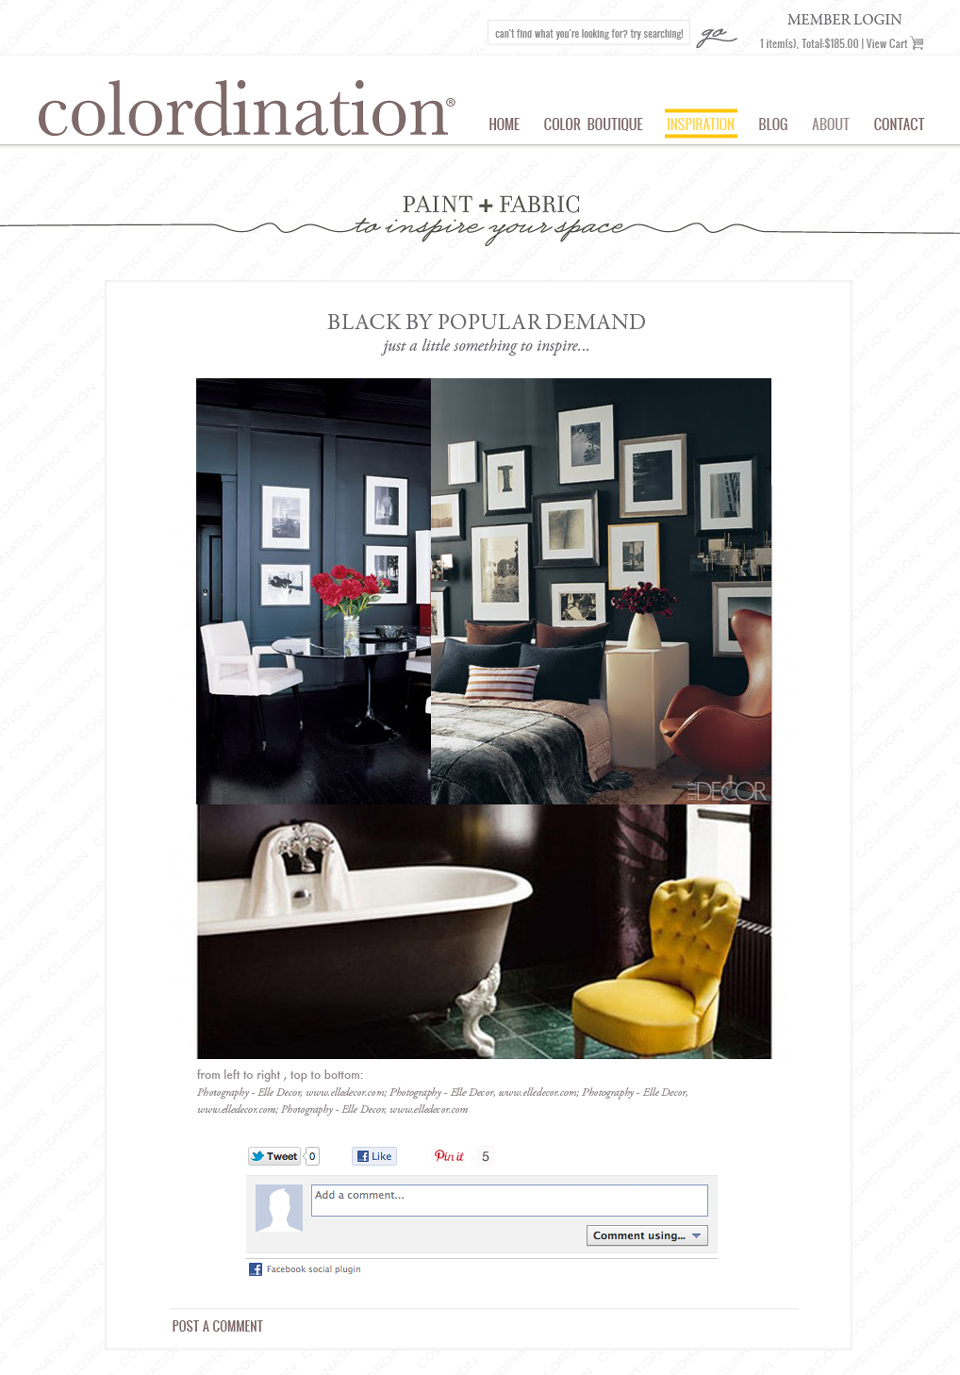 MEMBER LOGIN
can't find what you're looking for? try searching!
go
1 item(s), Total:$185.00 | View Cart
colordination®
HOME
COLOR BOUTIQUE
INSPIRATION
BLOG
ABOUT
CONTACT
PAINT + FABRIC
to inspire your space
BLACK BY POPULAR DEMAND
just a little something to inspire...
ELLE DECOR
from left to right , top to bottom:
Photography - Elle Decor, www.elledecor.com; Photography - Elle Decor, www.elledecor.com; Photography - Elle Decor,
www.elledecor.com; Photography - Elle Decor, www.elledecor.com
Tweet
0
Like
Pin it
5
Add a comment...
Comment using...
Facebook social plugin
POST A COMMENT